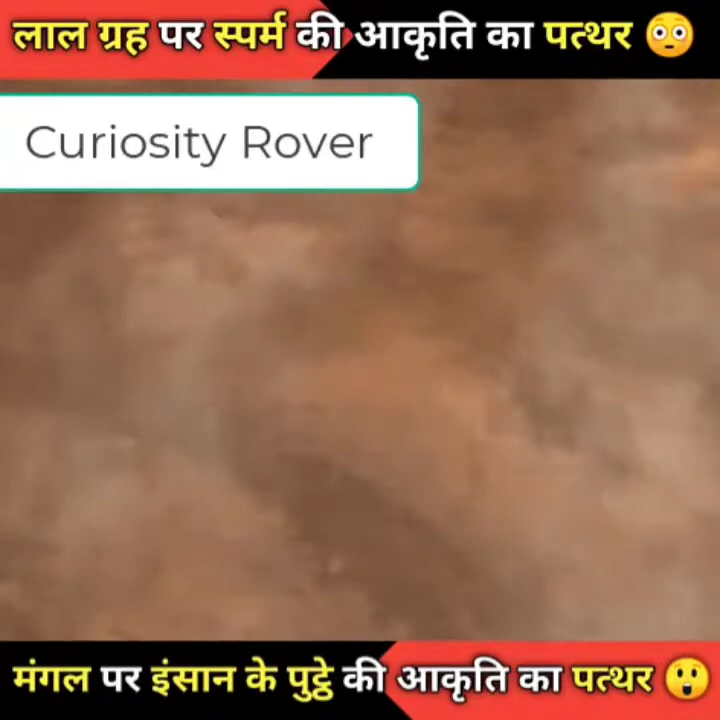 लाल ग्रह पर स्पर्म की आकृति का पत्थर 😳
Curiosity Rover
मंगल पर इंसान के पुट्ठे की आकृति का पत्थर 😲